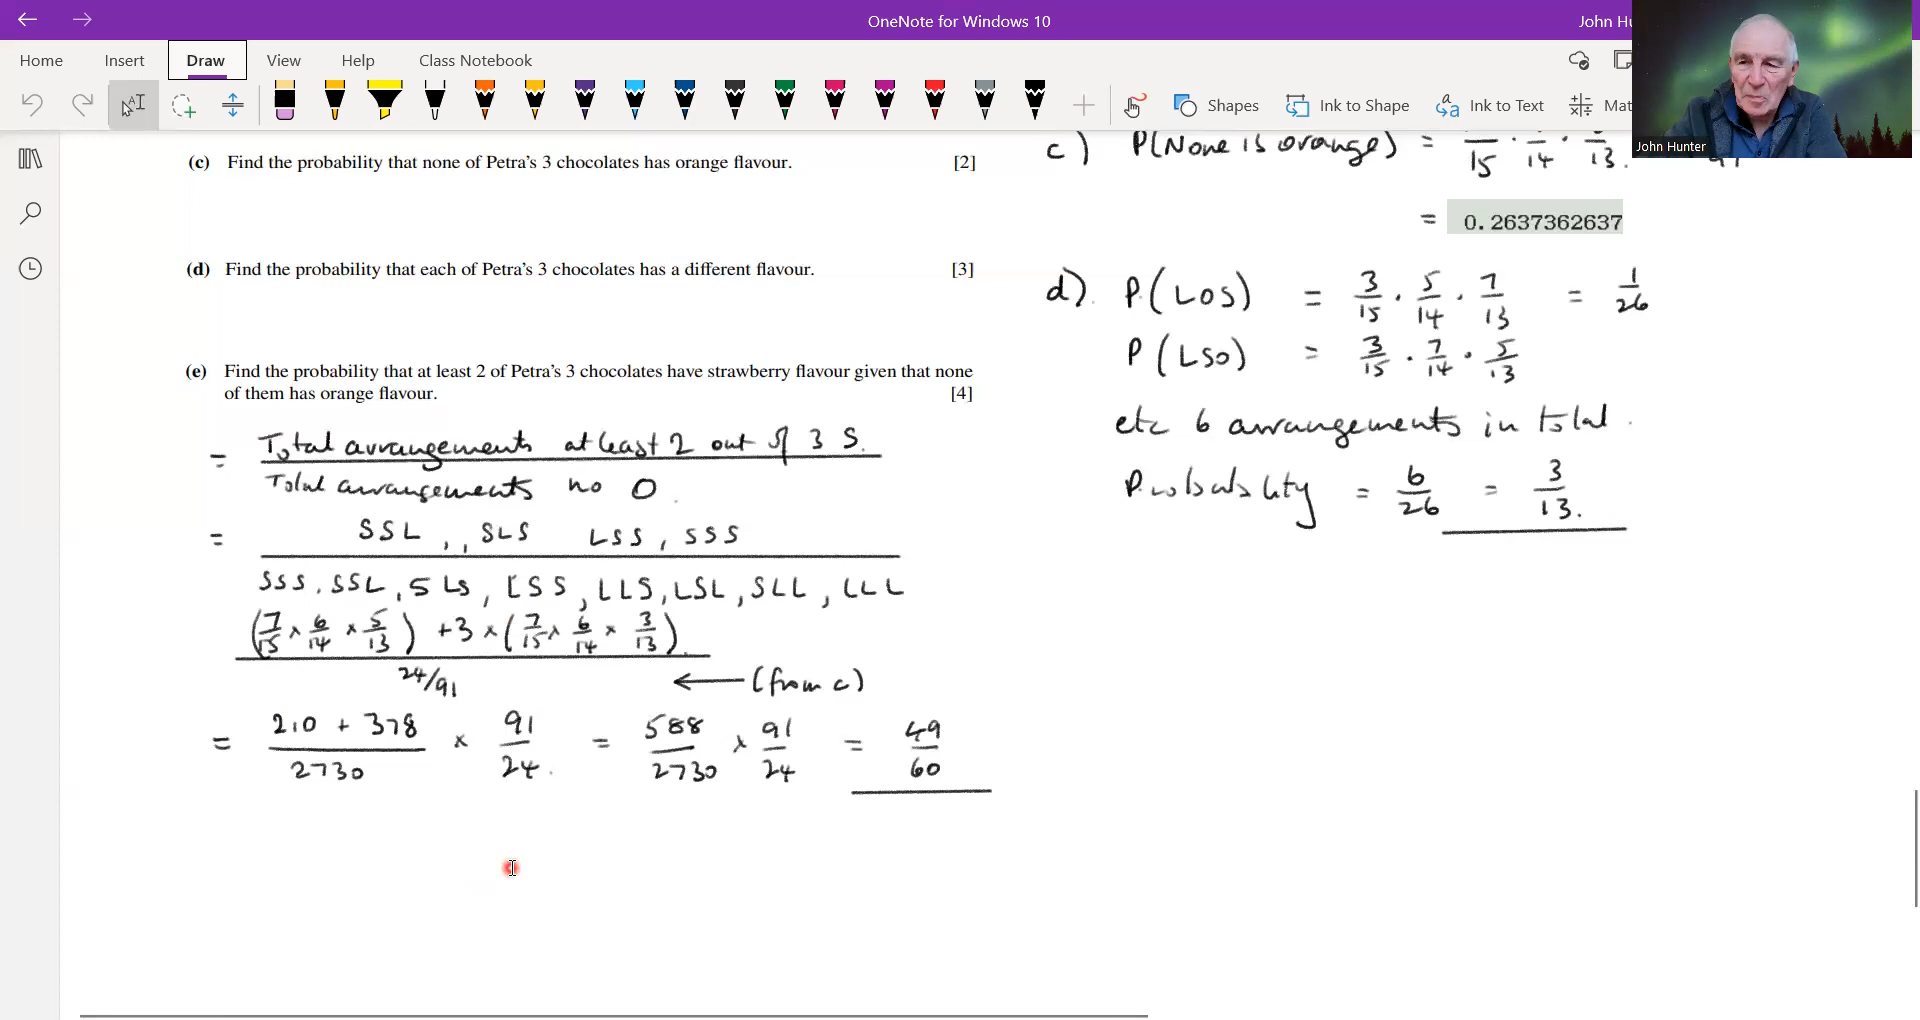 OneNote for Windows 10
John Hu
Home Insert Draw View Help Class Notebook
Shapes Ink to Shape Ink to Text Mat
John Hunter
(c) Find the probability that none of Petra's 3 chocolates has orange flavour. [2]
(d) Find the probability that each of Petra's 3 chocolates has a different flavour. [3]
(e) Find the probability that at least 2 of Petra's 3 chocolates have strawberry flavour given that none
of them has orange flavour. [4]
= Total arrangements at least 2 out of 3 S.
Total arrangements no O
= SSL, , SLS LSS, SSS
SSS, SSL, SLS, LSS, LLS, LSL, SLL, LLL
(7/15 × 6/14 × 5/13) + 3 × (7/15 × 6/14 × 3/13)
24/91 ← (from c)
= 210 + 378 / 2730 × 91/24 = 588/2730 × 91/24 = 49/60
c) P(None is orange) = /15 · /14 · /13
= 0.2637362637
d). P(LOS) = 3/15 · 5/14 · 7/13 = 1/26
P(LSO) = 3/15 · 7/14 · 5/13
etc 6 arrangements in total.
Probability = 6/26 = 3/13.